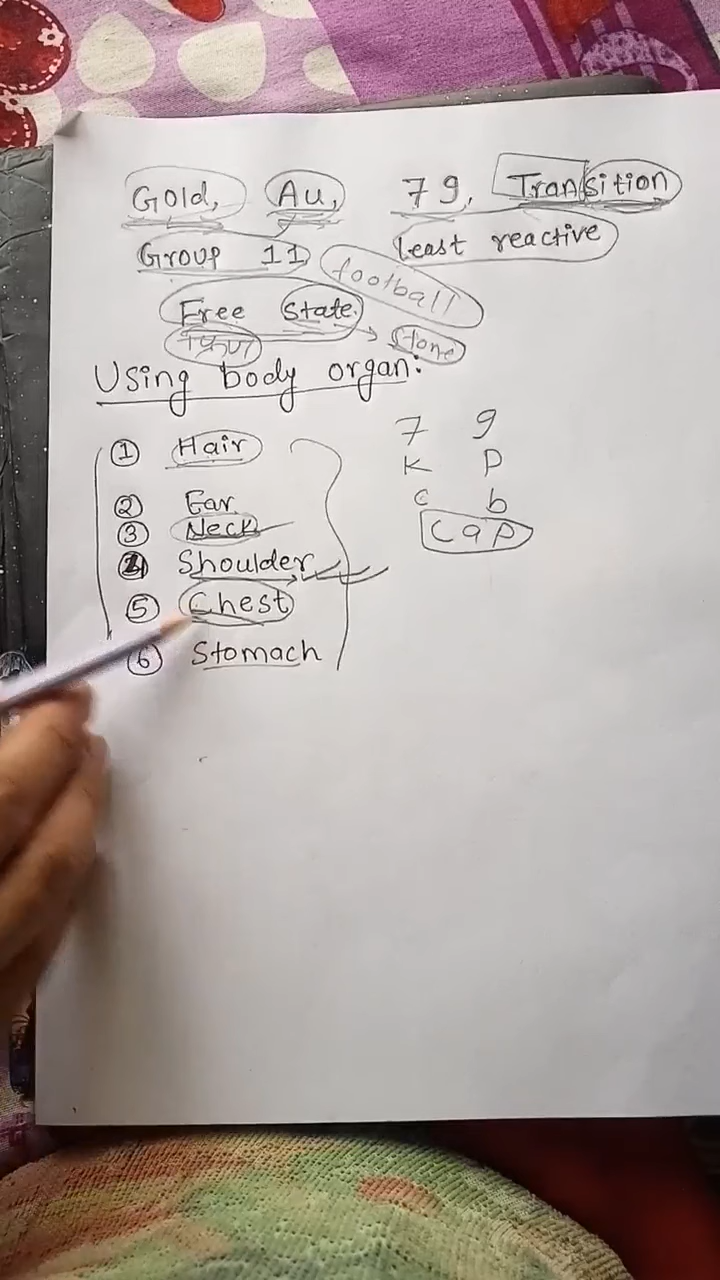 Gold, Au, 79, Transition
Group 11 Least reactive
football
Free State
Stone
Using body organ:
① Hair
② Ear
③ Neck
④ Shoulder
⑤ Chest
⑥ Stomach
7 9
K P
c b
Cap